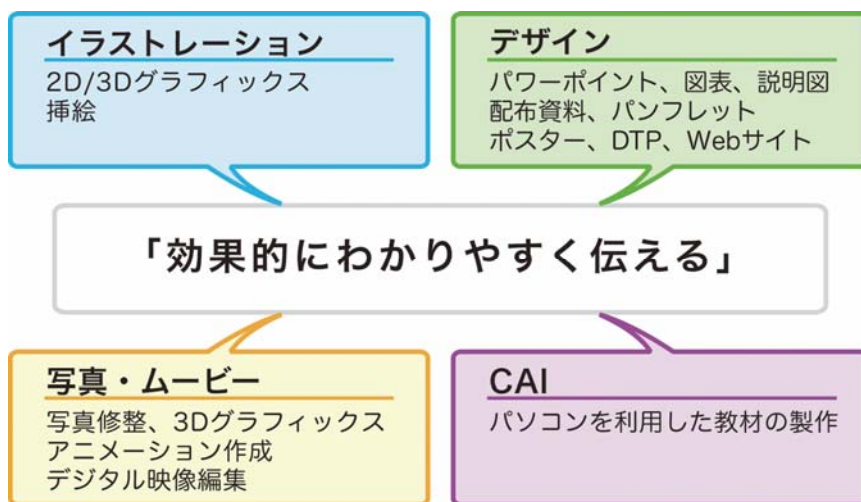 イラストレーション
2D/3Dグラフィックス
挿絵
デザイン
パワーポイント、図表、説明図
配布資料、パンフレット
ポスター、DTP、Webサイト
「効果的にわかりやすく伝える」
写真・ムービー
写真修整、3Dグラフィックス
アニメーション作成
デジタル映像編集
CAI
パソコンを利用した教材の製作